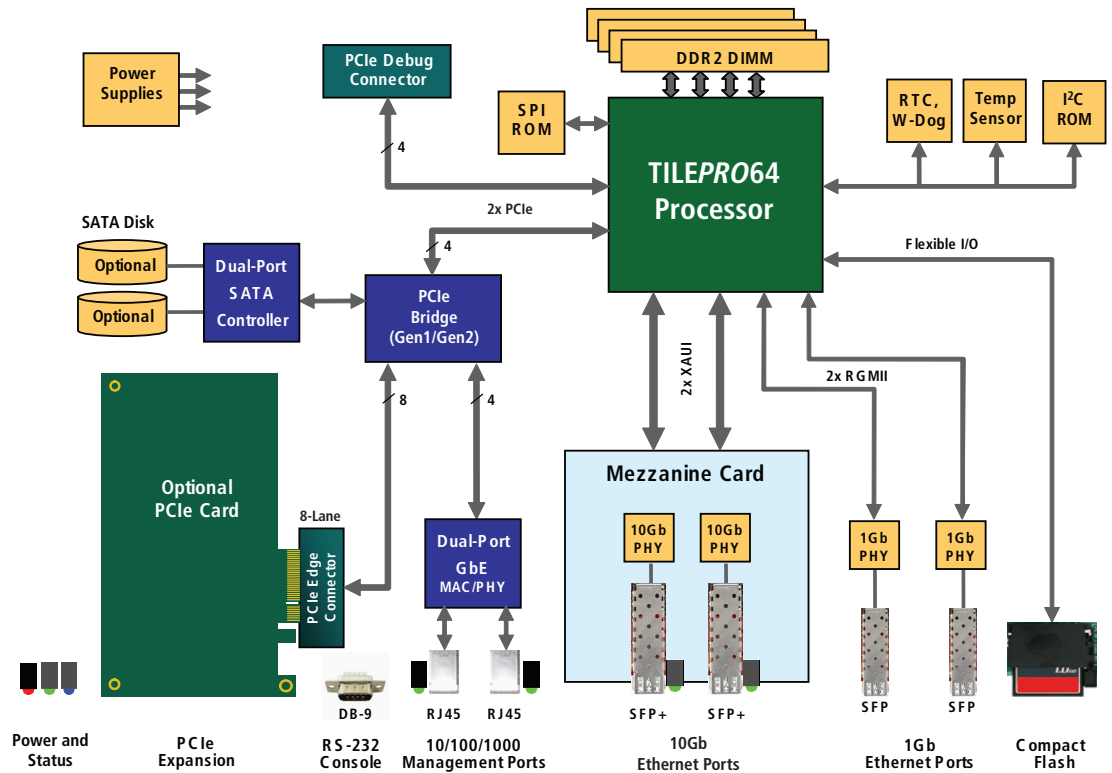 DDR2 DIMM
Power
Supplies
PCIe Debug
Connector
SPI
ROM
TILEPRO64
Processor
RTC,
W-Dog
Temp
Sensor
I²C
ROM
4
2x PCIe
4
Flexible I/O
SATA Disk
Optional
Optional
Dual-Port
SATA
Controller
PCIe
Bridge
(Gen1/Gen2)
2x XAUI
2x RGMII
8
4
Optional
PCIe Card
8-Lane
PCIe Edge
Connector
Dual-Port
GbE
MAC/PHY
Mezzanine Card
10Gb
PHY
10Gb
PHY
1Gb
PHY
1Gb
PHY
DB-9
RJ45
RJ45
SFP+
SFP+
SFP
SFP
Power and
Status
PCIe
Expansion
RS-232
Console
10/100/1000
Management Ports
10Gb
Ethernet Ports
1Gb
Ethernet Ports
Compact
Flash